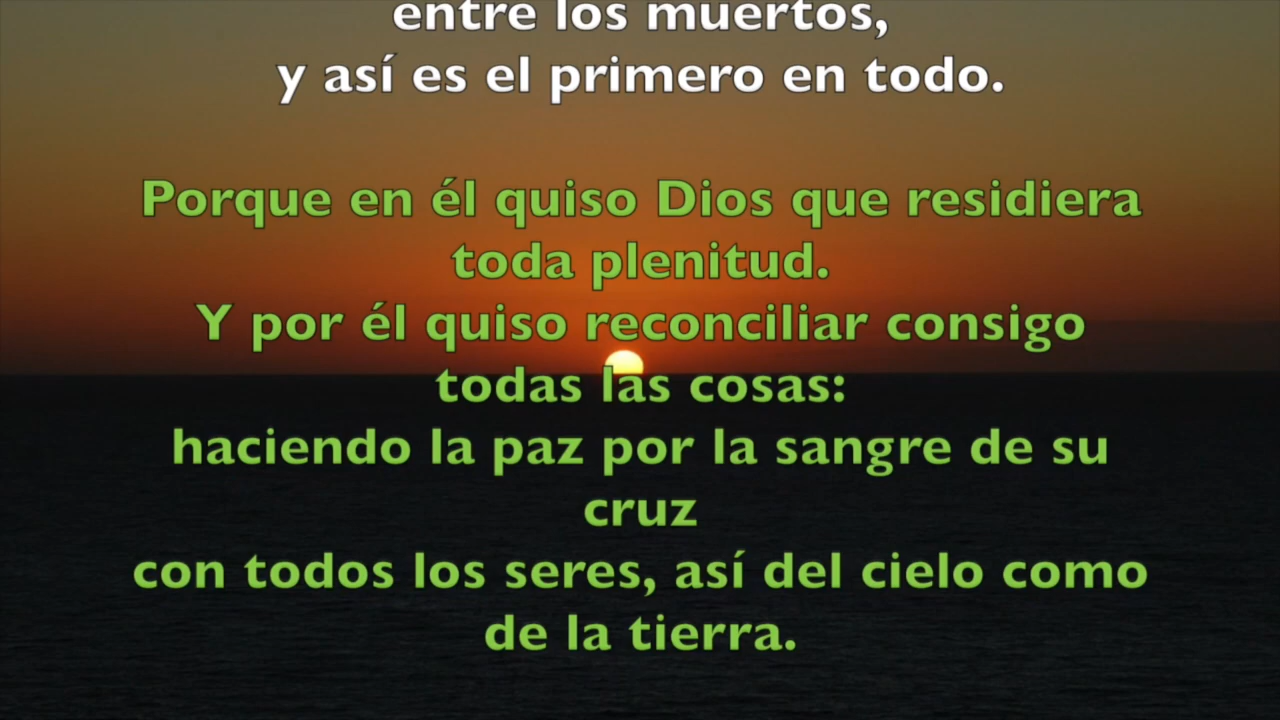 entre los muertos,
y así es el primero en todo.
Porque en él quiso Dios que residiera
toda plenitud.
Y por él quiso reconciliar consigo
todas las cosas:
haciendo la paz por la sangre de su
cruz
con todos los seres, así del cielo como
de la tierra.